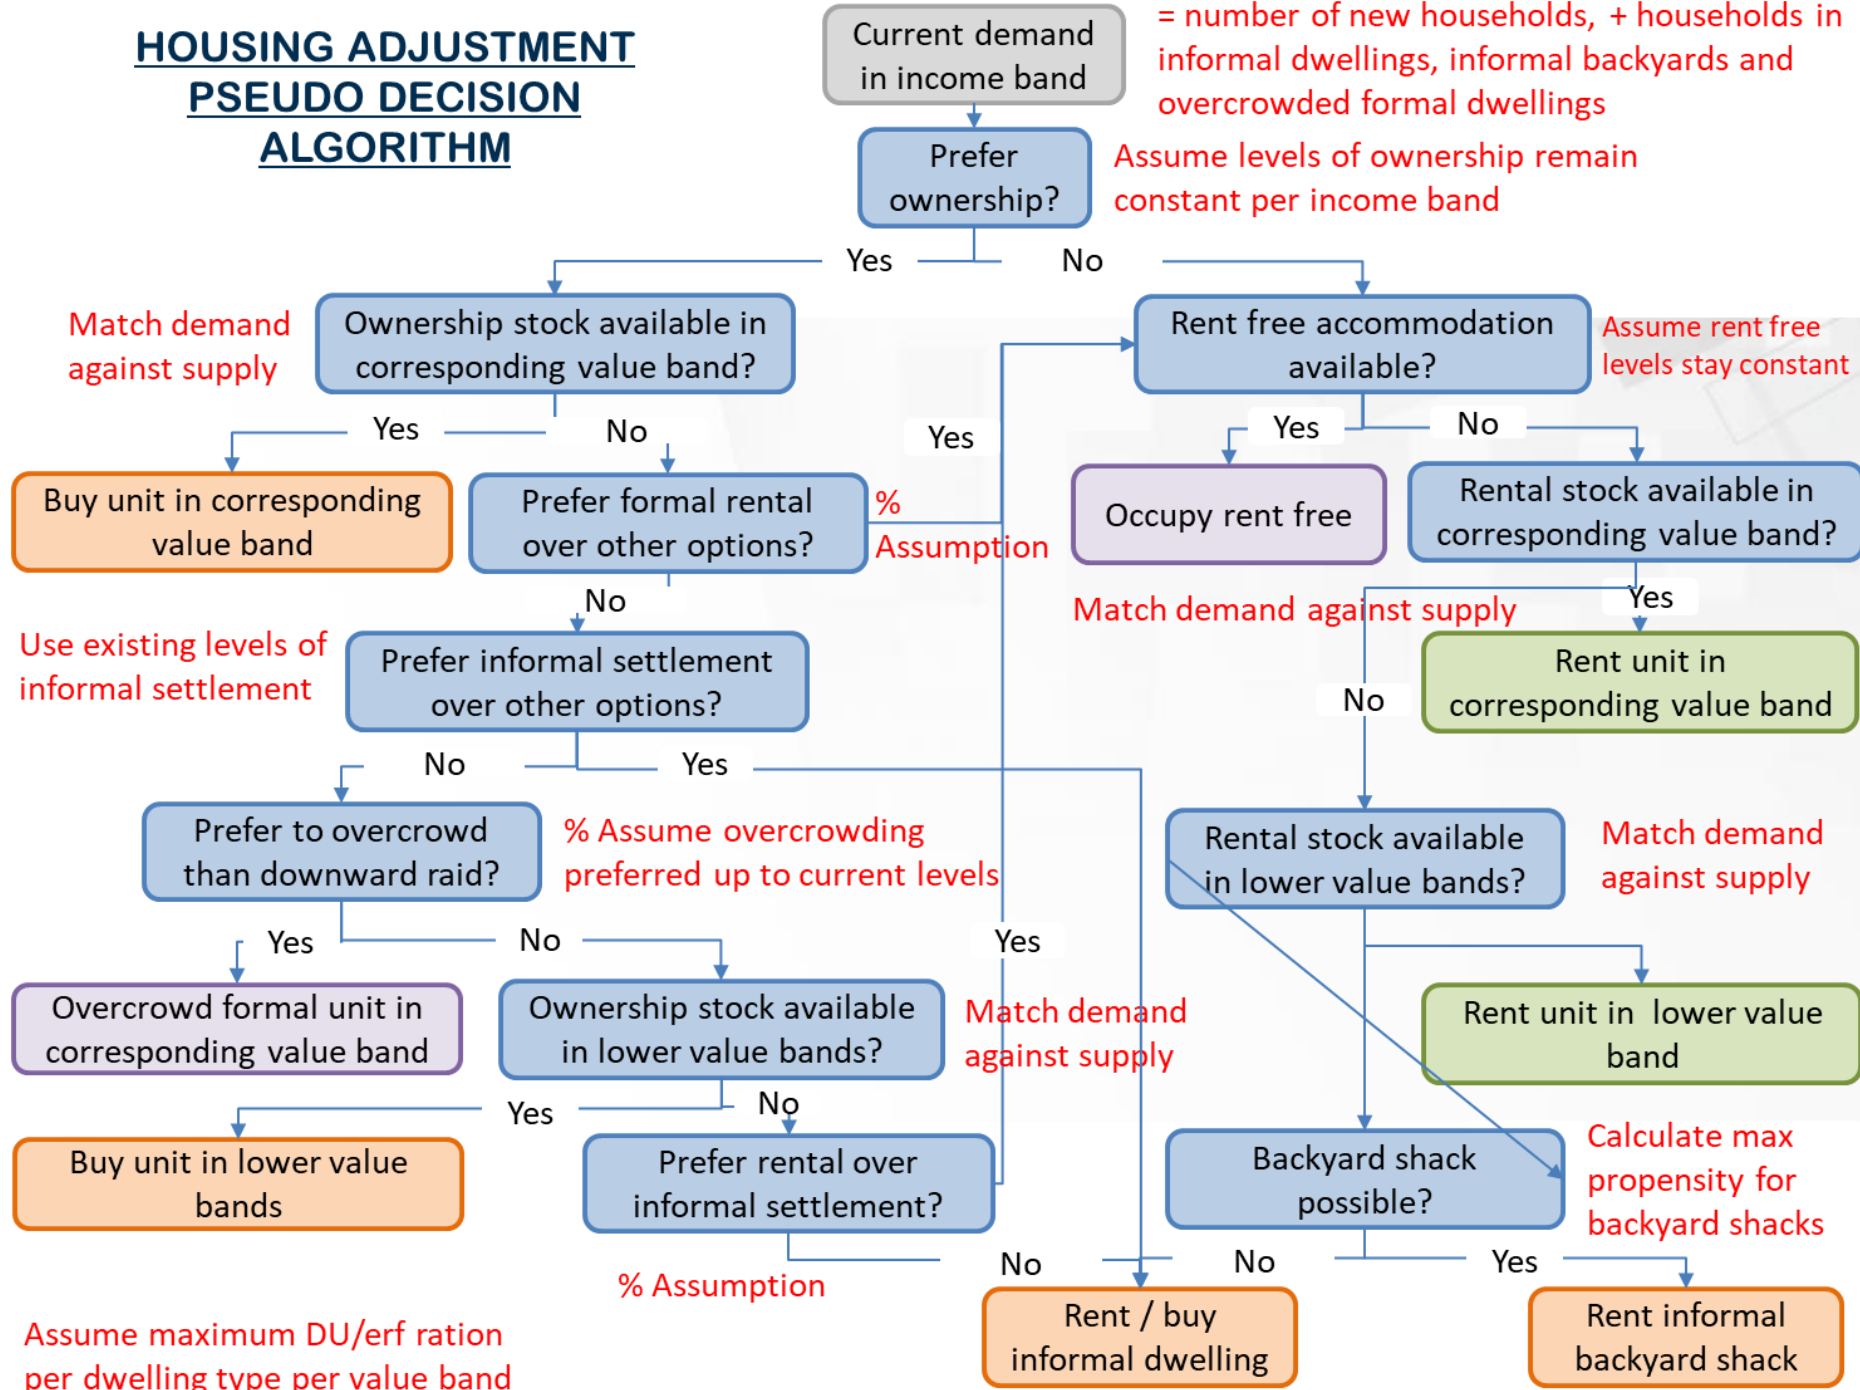 HOUSING ADJUSTMENT
PSEUDO DECISION
ALGORITHM
Current demand
in income band
= number of new households, + households in
informal dwellings, informal backyards and
overcrowded formal dwellings
Prefer
ownership?
Assume levels of ownership remain
constant per income band
Yes
No
Match demand
against supply
Ownership stock available in
corresponding value band?
Rent free accommodation
available?
Assume rent free
levels stay constant
Yes
No
Yes
Yes
No
Buy unit in corresponding
value band
Prefer formal rental
over other options?
%
Assumption
Occupy rent free
Rental stock available in
corresponding value band?
No
Match demand against supply
Yes
Use existing levels of
informal settlement
Prefer informal settlement
over other options?
No
Rent unit in
corresponding value band
No
Yes
Prefer to overcrowd
than downward raid?
% Assume overcrowding
preferred up to current levels
Rental stock available
in lower value bands?
Match demand
against supply
Yes
No
Yes
Overcrowd formal unit in
corresponding value band
Ownership stock available
in lower value bands?
Match demand
against supply
Rent unit in lower value
band
Yes
No
Buy unit in lower value
bands
Prefer rental over
informal settlement?
Backyard shack
possible?
Calculate max
propensity for
backyard shacks
No
No
Yes
% Assumption
Rent / buy
informal dwelling
Rent informal
backyard shack
Assume maximum DU/erf ration
per dwelling type per value band